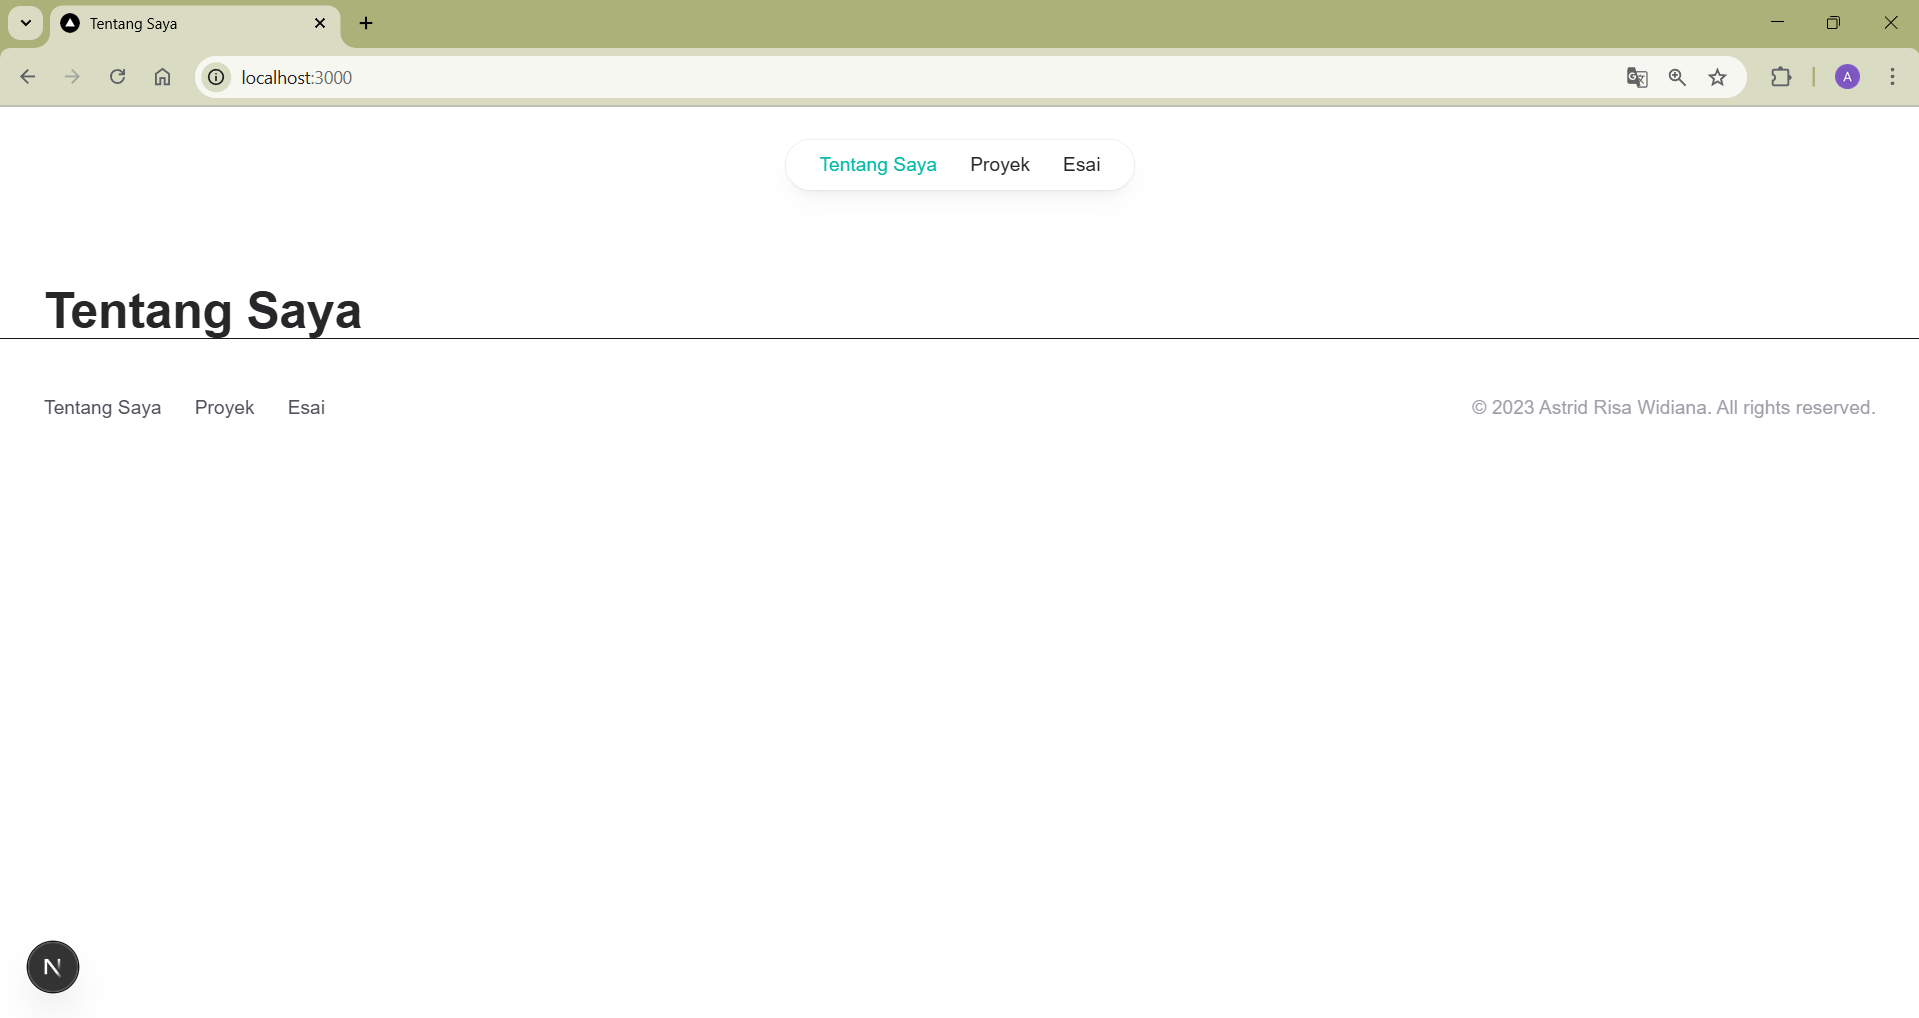 Tentang Saya
localhost:3000
A
Tentang Saya Proyek Esai
Tentang Saya
Tentang Saya Proyek Esai © 2023 Astrid Risa Widiana. All rights reserved.
N